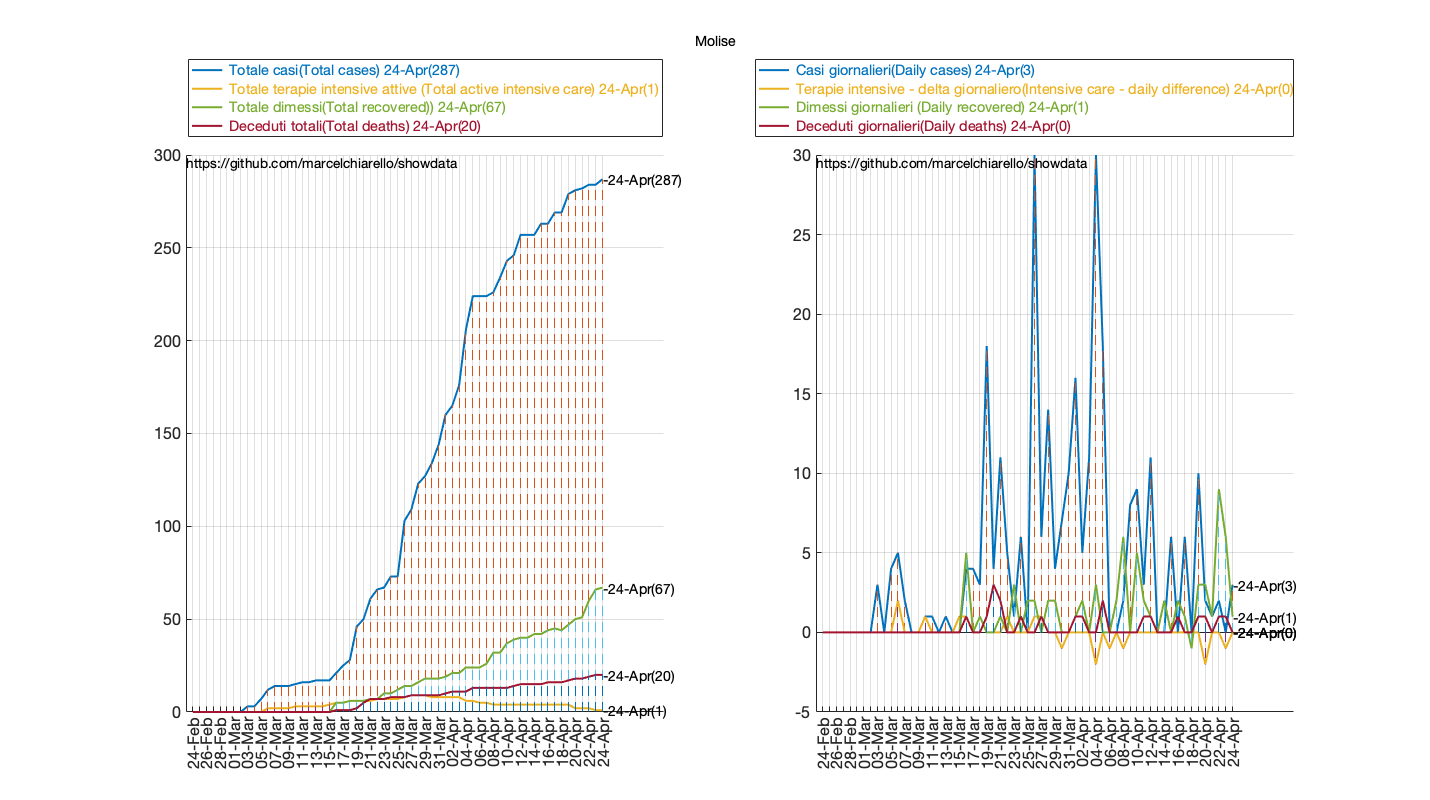 Molise
Totale casi(Total cases) 24-Apr(287)
Totale terapie intensive attive (Total active intensive care) 24-Apr(1)
Totale dimessi(Total recovered)) 24-Apr(67)
Deceduti totali(Total deaths) 24-Apr(20)
300
https://github.com/marcelchiarello/showdata
24-Apr(287)
250
200
150
100
24-Apr(67)
50
24-Apr(20)
0
24-Apr(1)
24-Feb
26-Feb
28-Feb
01-Mar
03-Mar
05-Mar
07-Mar
09-Mar
11-Mar
13-Mar
15-Mar
17-Mar
19-Mar
21-Mar
23-Mar
25-Mar
27-Mar
29-Mar
31-Mar
02-Apr
04-Apr
06-Apr
08-Apr
10-Apr
12-Apr
14-Apr
16-Apr
18-Apr
20-Apr
22-Apr
24-Apr
Casi giornalieri(Daily cases) 24-Apr(3)
Terapie intensive - delta giornaliero(Intensive care - daily difference) 24-Apr(0)
Dimessi giornalieri (Daily recovered) 24-Apr(1)
Deceduti giornalieri(Daily deaths) 24-Apr(0)
30
https://github.com/marcelchiarello/showdata
25
20
15
10
5
24-Apr(3)
24-Apr(1)
0
24-Apr(0)
24-Apr(0)
-5
24-Feb
26-Feb
28-Feb
01-Mar
03-Mar
05-Mar
07-Mar
09-Mar
11-Mar
13-Mar
15-Mar
17-Mar
19-Mar
21-Mar
23-Mar
25-Mar
27-Mar
29-Mar
31-Mar
02-Apr
04-Apr
06-Apr
08-Apr
10-Apr
12-Apr
14-Apr
16-Apr
18-Apr
20-Apr
22-Apr
24-Apr